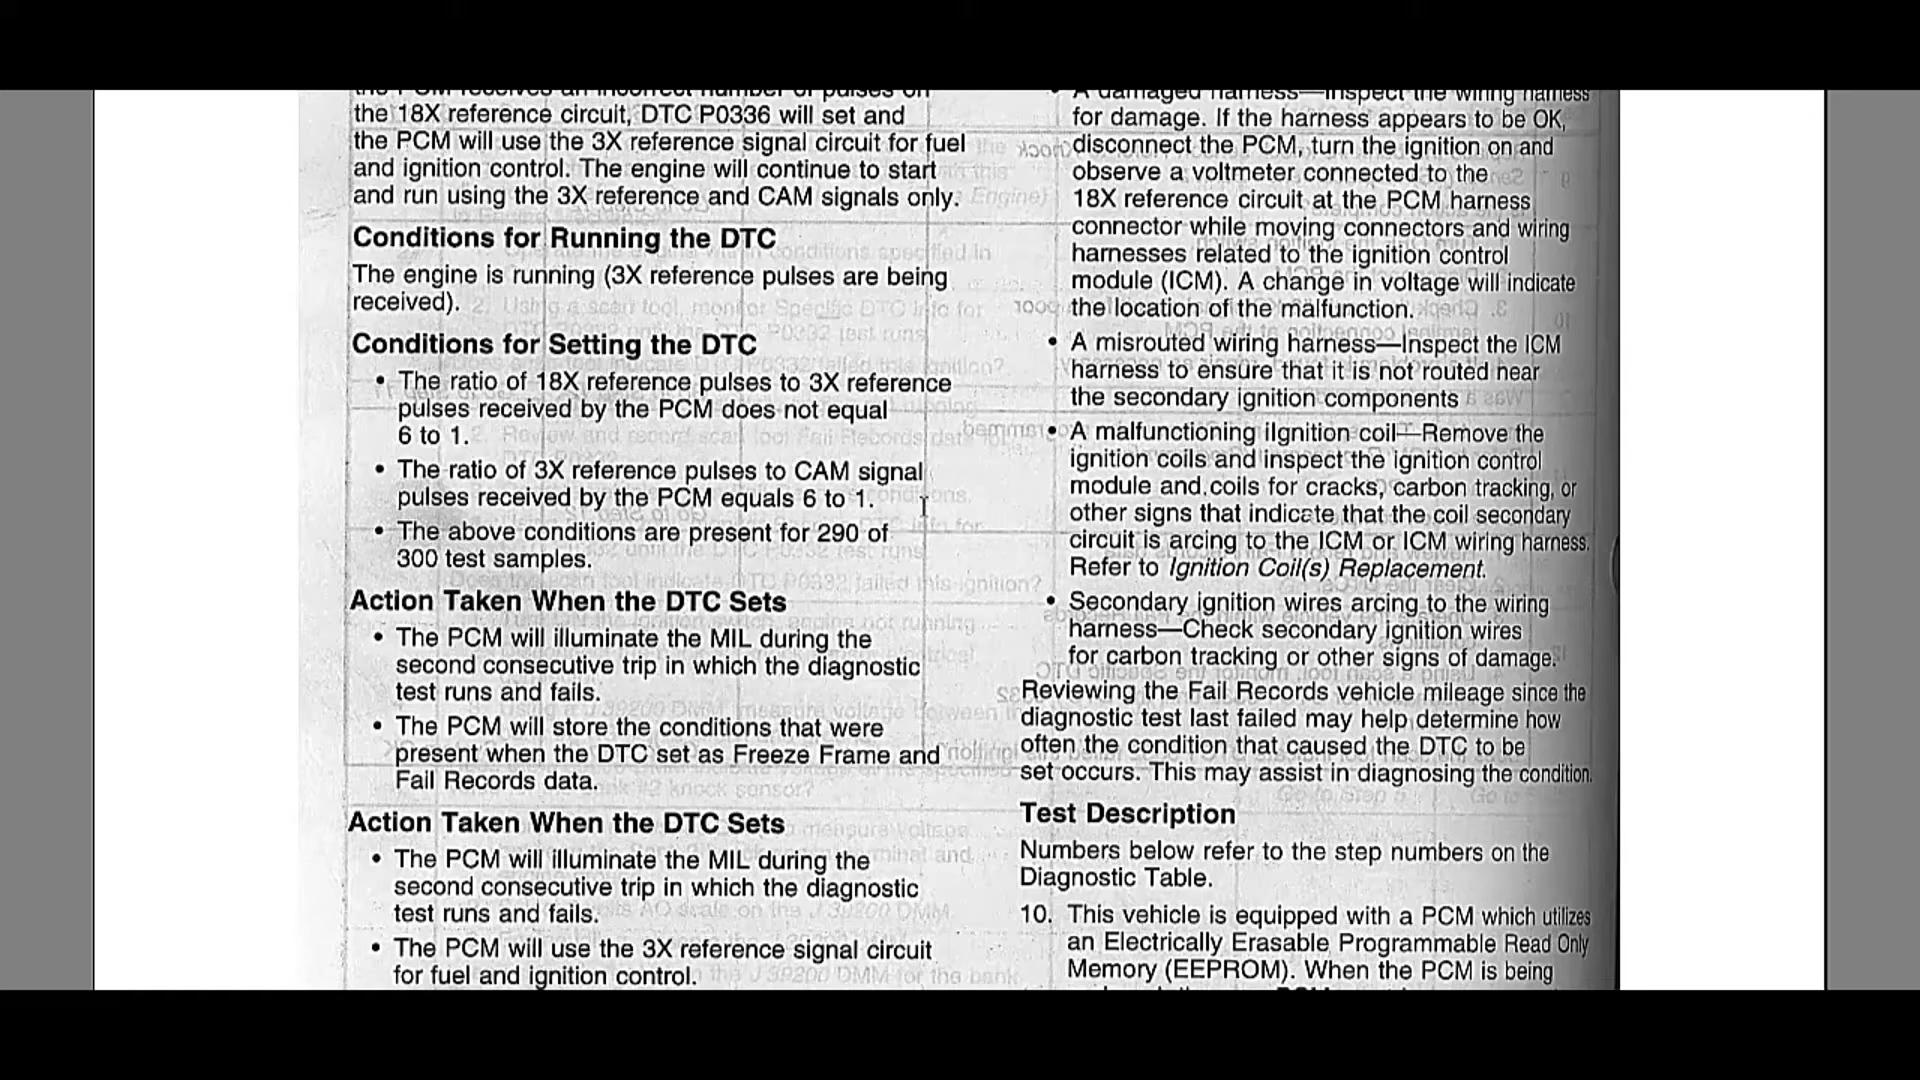 the PCM receives an incorrect number of pulses on
the 18X reference circuit, DTC P0336 will set and
the PCM will use the 3X reference signal circuit for fuel
and ignition control. The engine will continue to start
and run using the 3X reference and CAM signals only.
Conditions for Running the DTC
The engine is running (3X reference pulses are being
received).
Conditions for Setting the DTC
• The ratio of 18X reference pulses to 3X reference
pulses received by the PCM does not equal
6 to 1.
• The ratio of 3X reference pulses to CAM signal
pulses received by the PCM equals 6 to 1.
• The above conditions are present for 290 of
300 test samples.
Action Taken When the DTC Sets
• The PCM will illuminate the MIL during the
second consecutive trip in which the diagnostic
test runs and fails.
• The PCM will store the conditions that were
present when the DTC set as Freeze Frame and
Fail Records data.
Action Taken When the DTC Sets
• The PCM will illuminate the MIL during the
second consecutive trip in which the diagnostic
test runs and fails.
• The PCM will use the 3X reference signal circuit
for fuel and ignition control.
• A damaged harness—Inspect the wiring harness
for damage. If the harness appears to be OK,
disconnect the PCM, turn the ignition on and
observe a voltmeter connected to the
18X reference circuit at the PCM harness
connector while moving connectors and wiring
harnesses related to the ignition control
module (ICM). A change in voltage will indicate
the location of the malfunction.
• A misrouted wiring harness—Inspect the ICM
harness to ensure that it is not routed near
the secondary ignition components
• A malfunctioning iIgnition coil—Remove the
ignition coils and inspect the ignition control
module and coils for cracks, carbon tracking, or
other signs that indicate that the coil secondary
circuit is arcing to the ICM or ICM wiring harness.
Refer to Ignition Coil(s) Replacement.
• Secondary ignition wires arcing to the wiring
harness—Check secondary ignition wires
for carbon tracking or other signs of damage.
Reviewing the Fail Records vehicle mileage since the
diagnostic test last failed may help determine how
often the condition that caused the DTC to be
set occurs. This may assist in diagnosing the condition.
Test Description
Numbers below refer to the step numbers on the
Diagnostic Table.
10. This vehicle is equipped with a PCM which utilizes
an Electrically Erasable Programmable Read Only
Memory (EEPROM). When the PCM is being